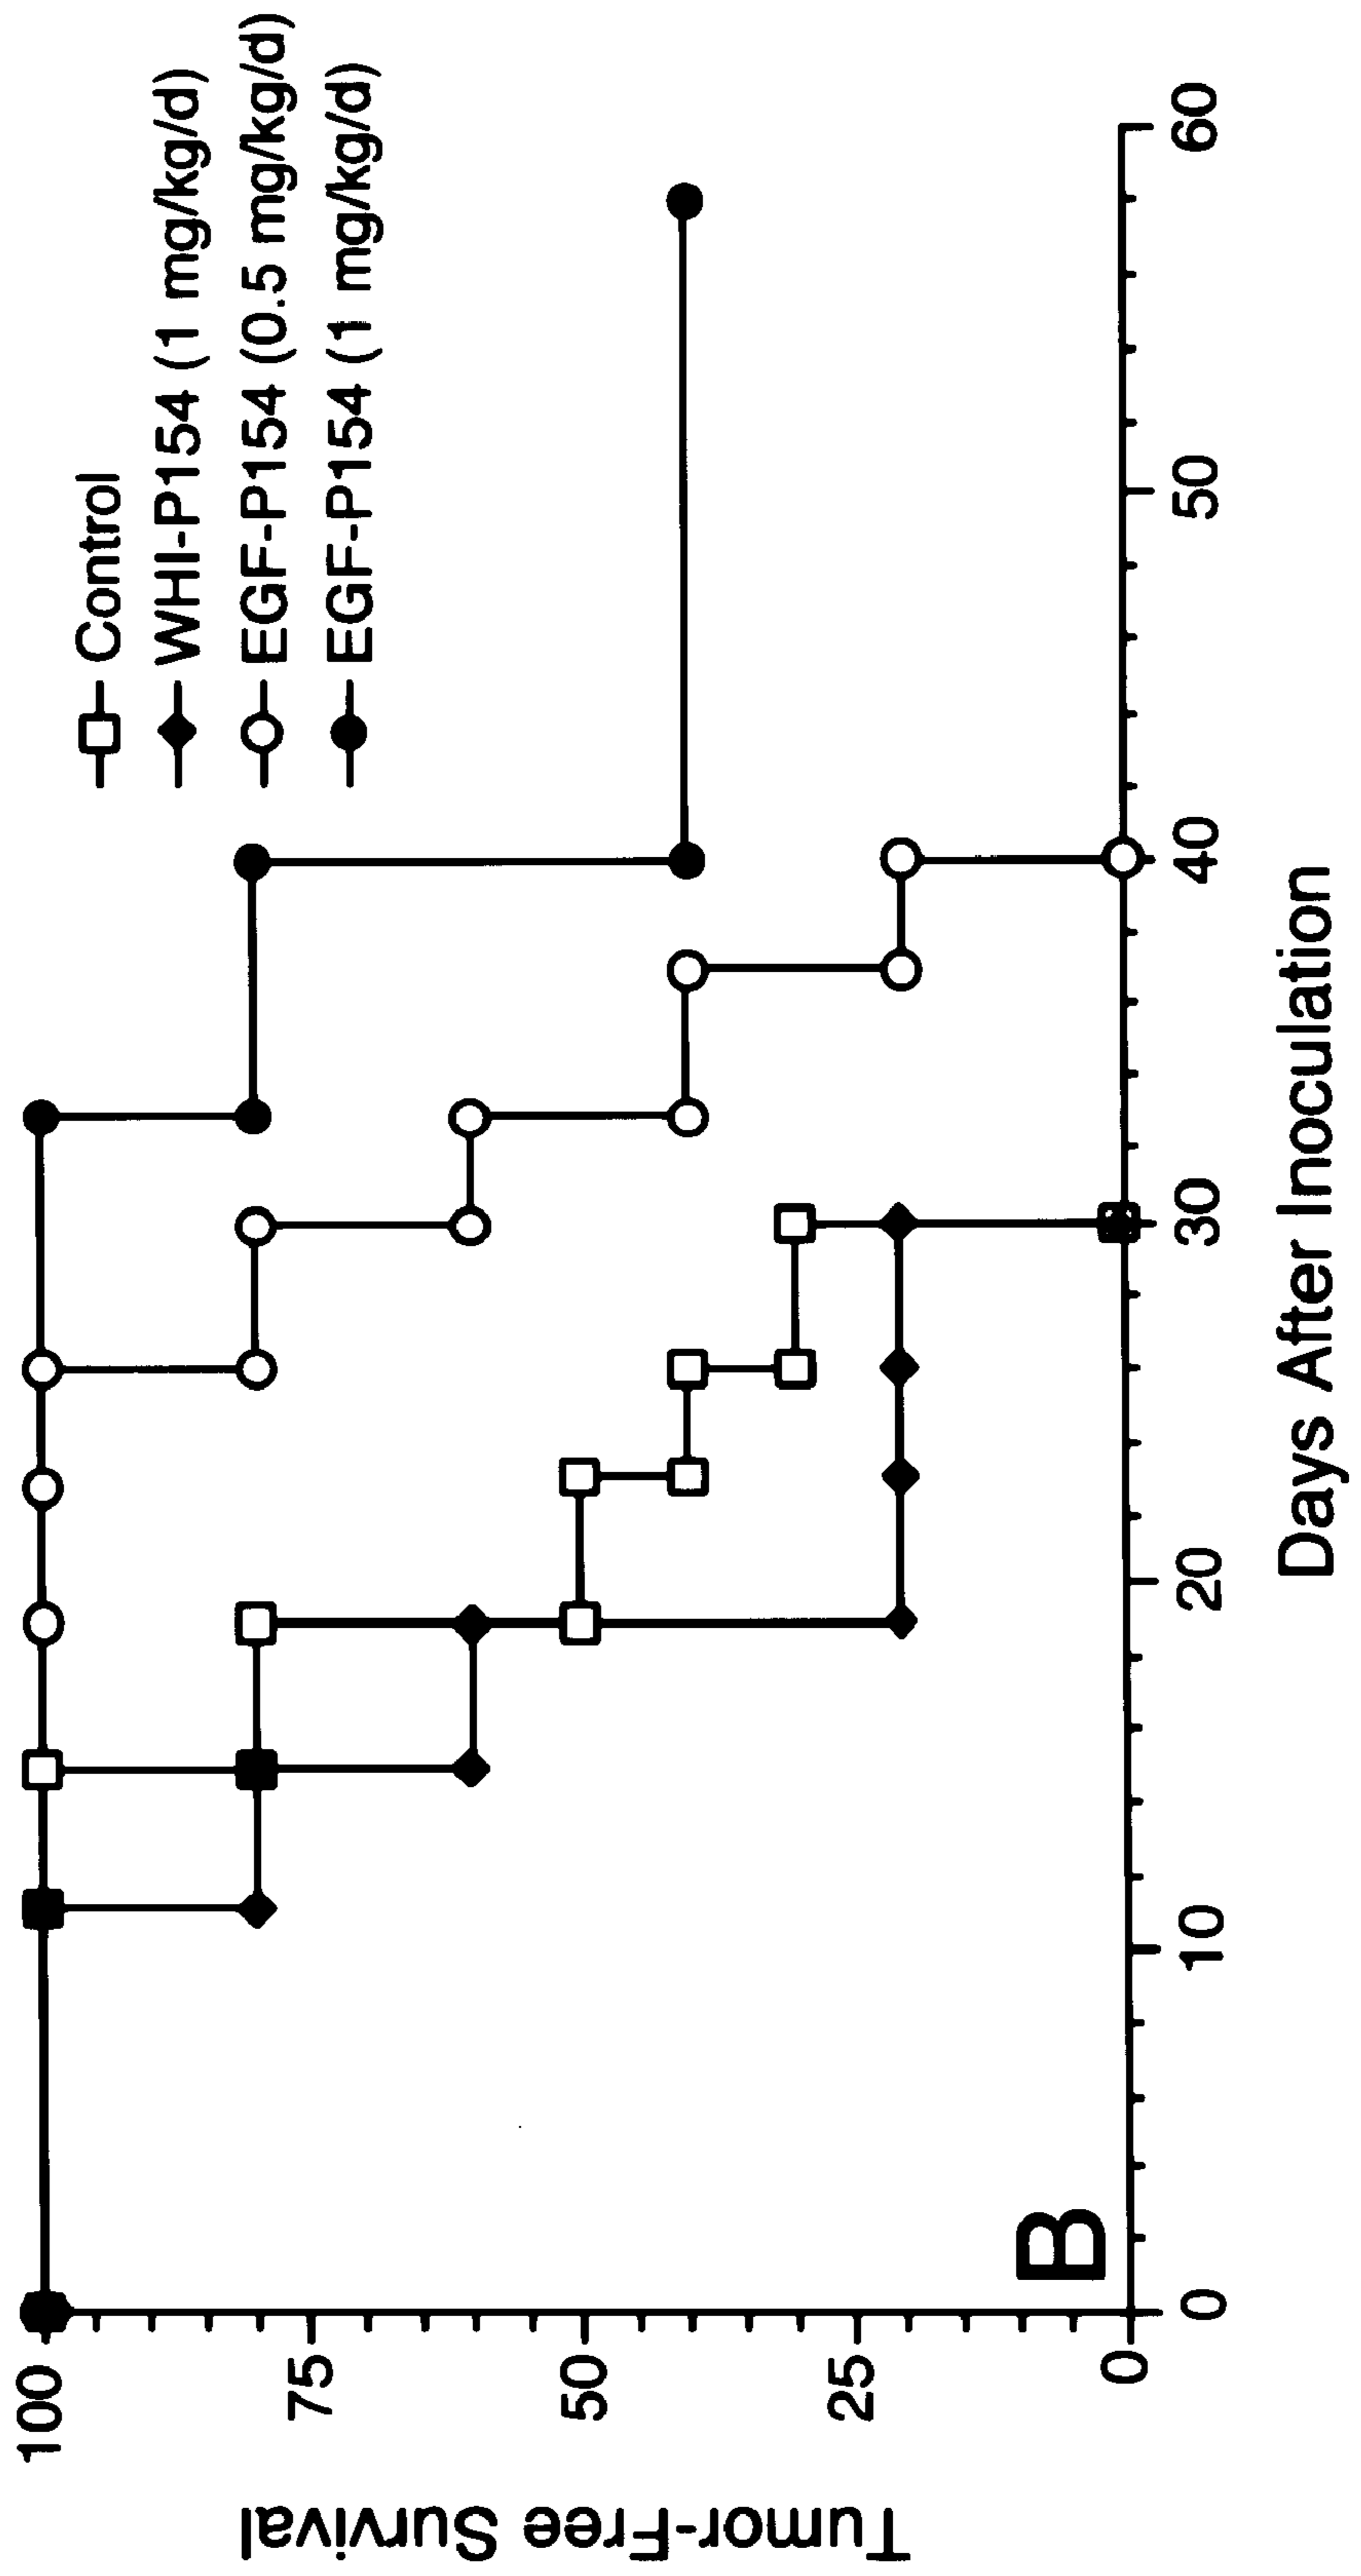 Control
WHI-P154 (1 mg/kg/d)
EGF-P154 (0.5 mg/kg/d)
EGF-P154 (1 mg/kg/d)
100
75
50
25
0
Tumor-Free Survival
B
0 10 20 30 40 50 60
Days After Inoculation